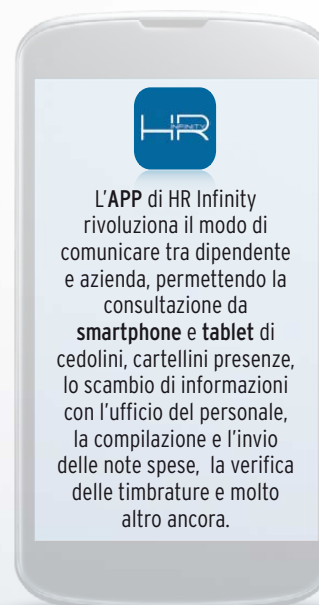 HR
INFINITY
L'APP di HR Infinity
rivoluziona il modo di
comunicare tra dipendente
e azienda, permettendo la
consultazione da
smartphone e tablet di
cedolini, cartellini presenze,
lo scambio di informazioni
con l'ufficio del personale,
la compilazione e l'invio
delle note spese, la verifica
delle timbrature e molto
altro ancora.